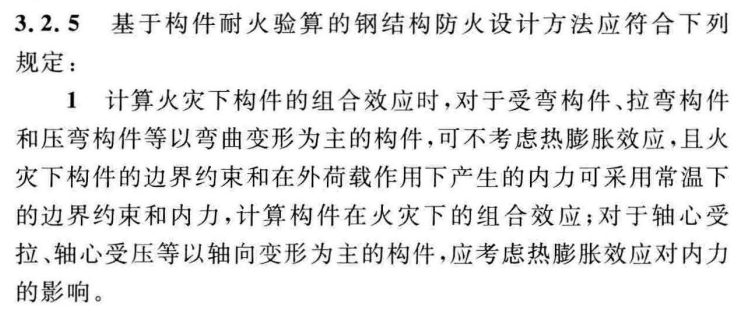 3.2.5 基于构件耐火验算的钢结构防火设计方法应符合下列
规定：
1 计算火灾下构件的组合效应时，对于受弯构件、拉弯构件
和压弯构件等以弯曲变形为主的构件，可不考虑热膨胀效应，且火
灾下构件的边界约束和在外荷载作用下产生的内力可采用常温下
的边界约束和内力，计算构件在火灾下的组合效应；对于轴心受
拉、轴心受压等以轴向变形为主的构件，应考虑热膨胀效应对内力
的影响。